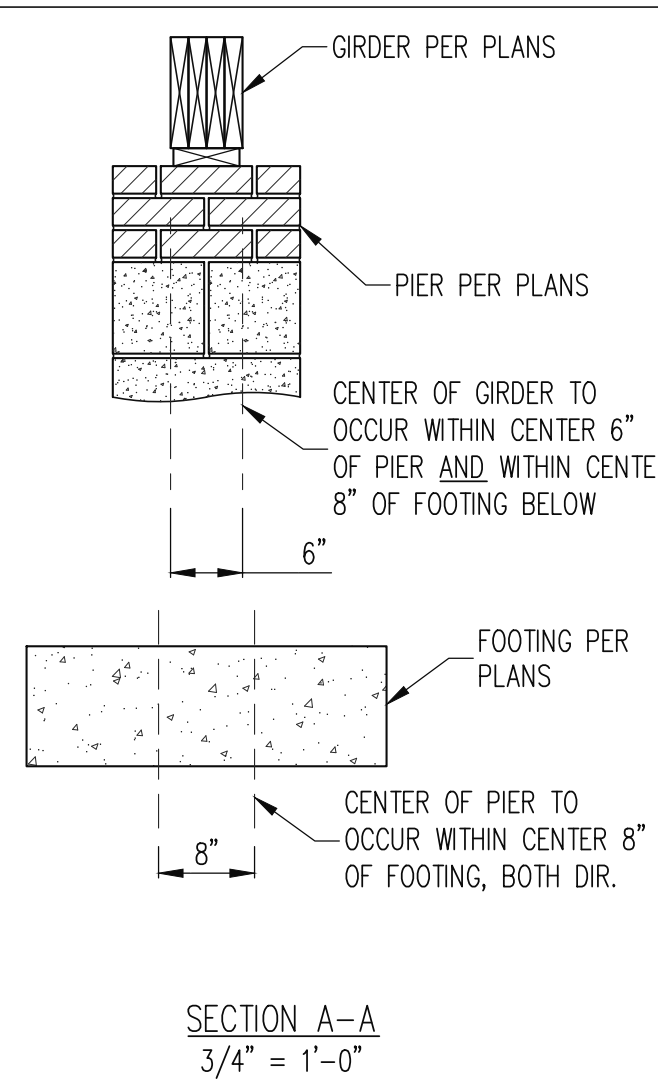 GIRDER PER PLANS
PIER PER PLANS
CENTER OF GIRDER TO
OCCUR WITHIN CENTER 6”
OF PIER AND WITHIN CENTE
8” OF FOOTING BELOW
6”
FOOTING PER
PLANS
CENTER OF PIER TO
OCCUR WITHIN CENTER 8”
OF FOOTING, BOTH DIR.
8”
SECTION A–A
3/4” = 1’–0”